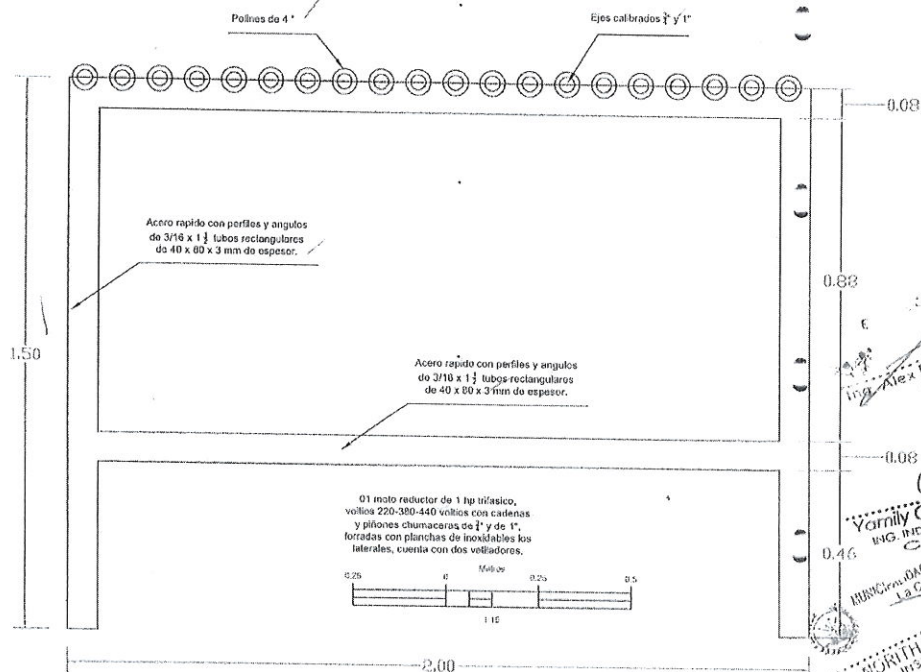 Polines de 4"
Ejes calibrados ¾" y 1"
0.08
Acero rapido con perfiles y angulos
de 3/16 x 1 ½ tubos rectangulares
de 40 x 80 x 3 mm de espesor.
0.88
1.50
Acero rapido con perfiles y angulos
de 3/16 x 1 ½ tubos rectangulares
de 40 x 80 x 3 mm de espesor.
Ing. Alex
0.08
01 moto reductor de 1 hp trifasico,
voltios 220-380-440 voltios con cadenas
y piñones chumaceras de ¾" y de 1",
forradas con planchas de inoxidables los
laterales, cuenta con dos
Yamily
ING. IND
0.46
Metros
0.25 0 0.25 0.5
1:10
La C
2.00